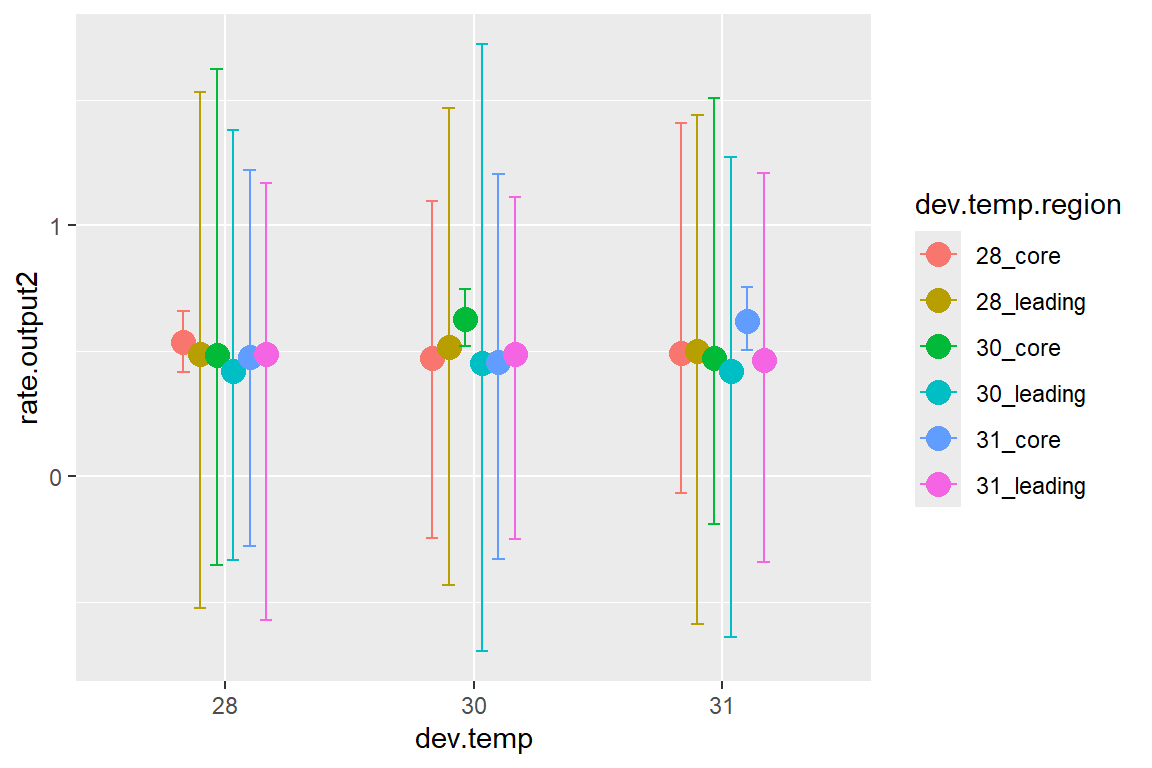 rate.output2
1
0
28
30
31
dev.temp
dev.temp.region
28_core
28_leading
30_core
30_leading
31_core
31_leading